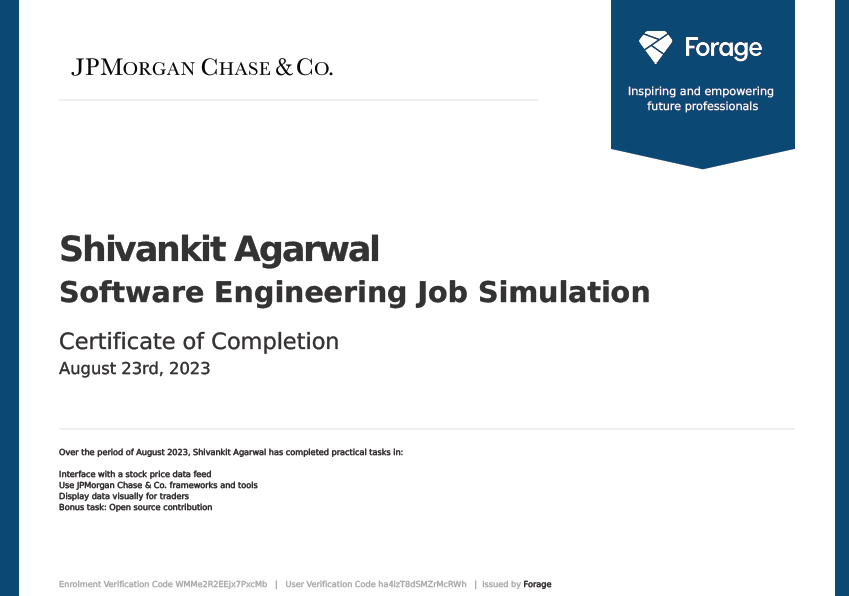 JPMORGAN CHASE & CO.
Forage
Inspiring and empowering
future professionals
Shivankit Agarwal
Software Engineering Job Simulation
Certificate of Completion
August 23rd, 2023
Over the period of August 2023, Shivankit Agarwal has completed practical tasks in:
Interface with a stock price data feed
Use JPMorgan Chase & Co. frameworks and tools
Display data visually for traders
Bonus task: Open source contribution
Enrolment Verification Code WMMe2R2EEjx7PxcMb | User Verification Code ha4izT8dSMZrMcRWh | Issued by Forage